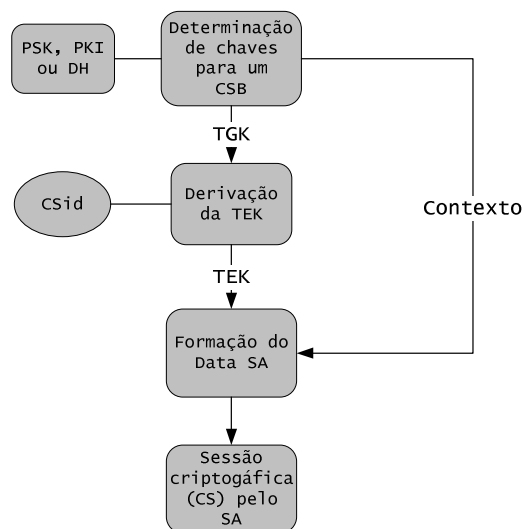 PSK, PKI
ou DH
Determinação
de chaves
para um
CSB
TGK
CSid
Derivação
da TEK
Contexto
TEK
Formação do
Data SA
Sessão
criptogáfica
(CS) pelo
SA